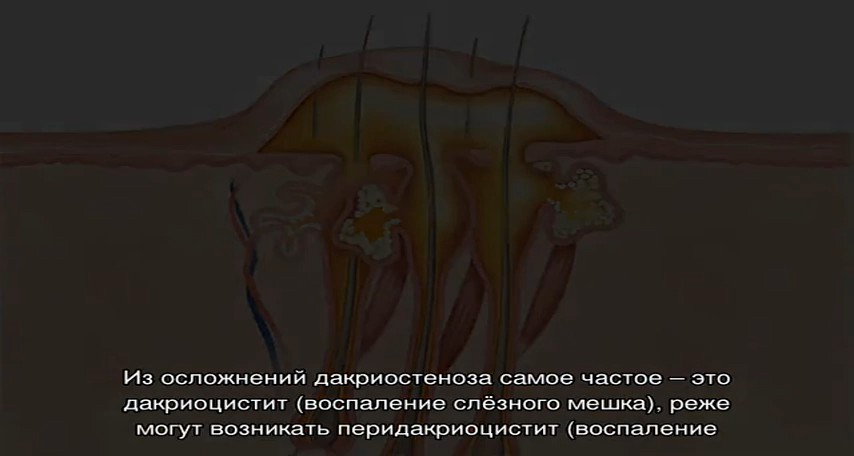 Из осложнений дакриостеноза самое частое – это
дакриоцистит (воспаление слёзного мешка), реже
могут возникать перидакриоцистит (воспаление